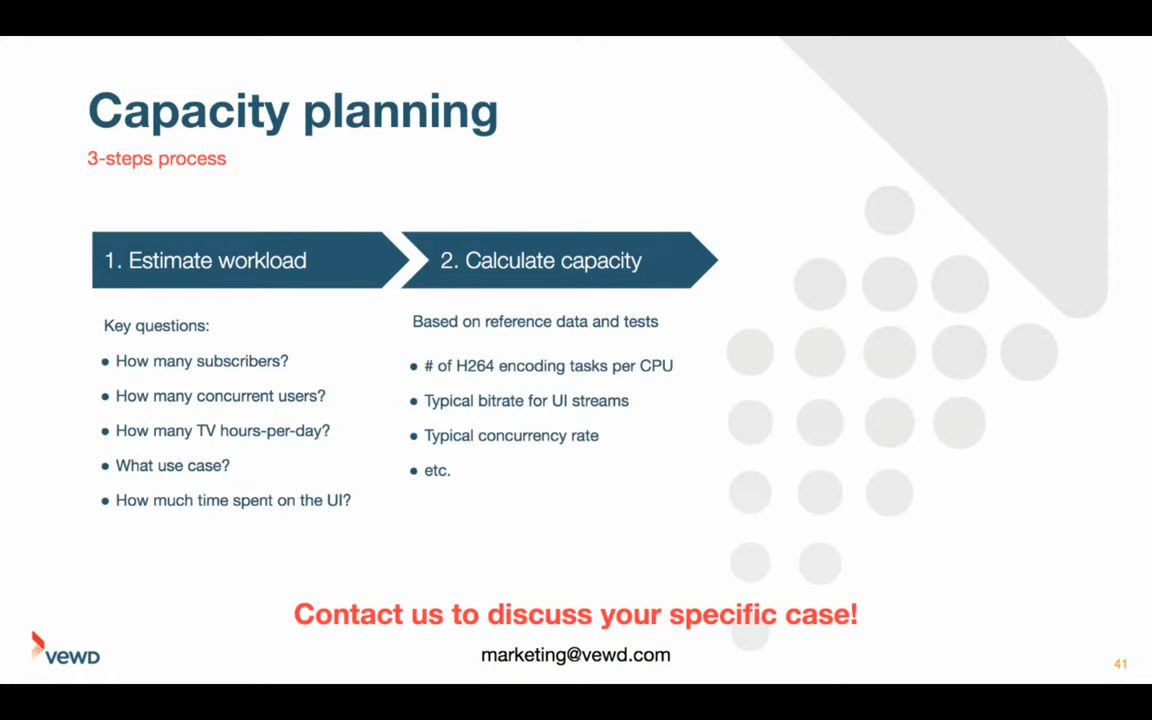 Capacity planning
3-steps process
1. Estimate workload
2. Calculate capacity
Key questions:
• How many subscribers?
• How many concurrent users?
• How many TV hours-per-day?
• What use case?
• How much time spent on the UI?
Based on reference data and tests
• # of H264 encoding tasks per CPU
• Typical bitrate for UI streams
• Typical concurrency rate
• etc.
Contact us to discuss your specific case!
marketing@vewd.com
VEWD
41